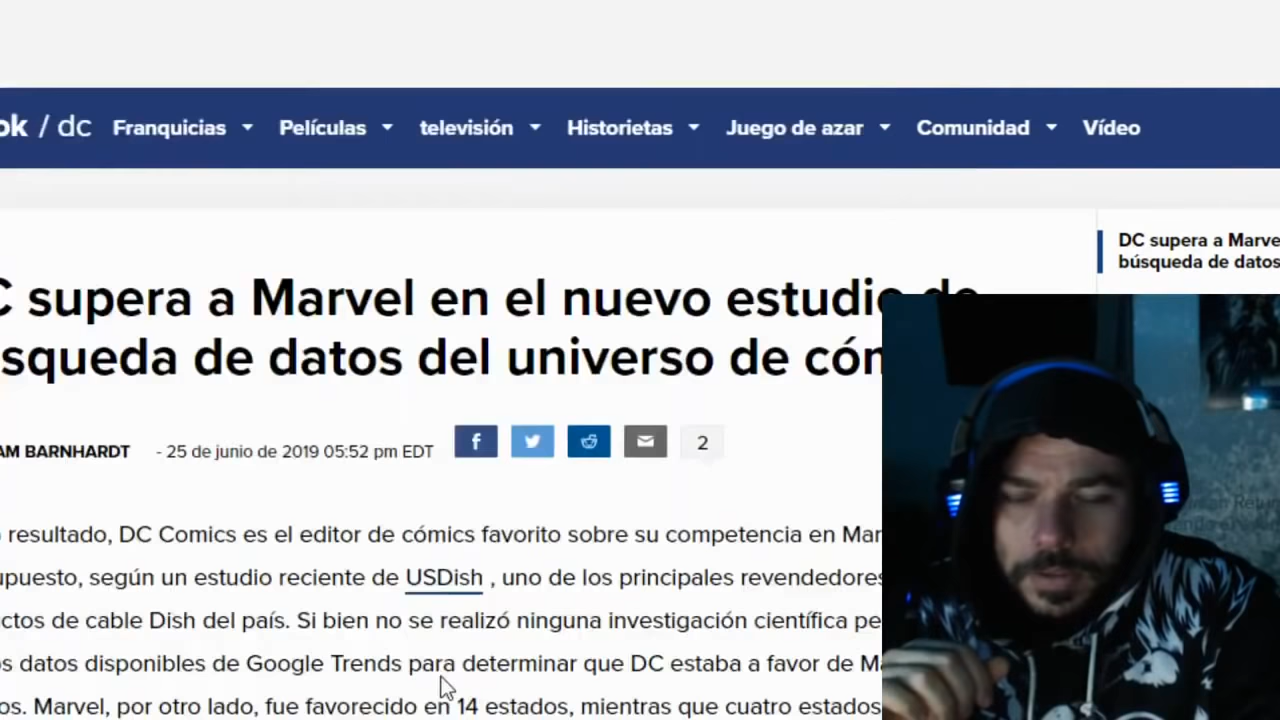 ok / dc Franquicias Películas televisión Historietas Juego de azar Comunidad Vídeo
DC supera a Marve
búsqueda de datos
C supera a Marvel en el nuevo estudio de
squeda de datos del universo de cóm
AM BARNHARDT - 25 de junio de 2019 05:52 pm EDT f 2
resultado, DC Comics es el editor de cómics favorito sobre su competencia en Mar
upuesto, según un estudio reciente de USDish , uno de los principales revendedores
ctos de cable Dish del país. Si bien no se realizó ninguna investigación científica pe
s datos disponibles de Google Trends para determinar que DC estaba a favor de Ma
os. Marvel, por otro lado, fue favorecido en 14 estados, mientras que cuatro estados